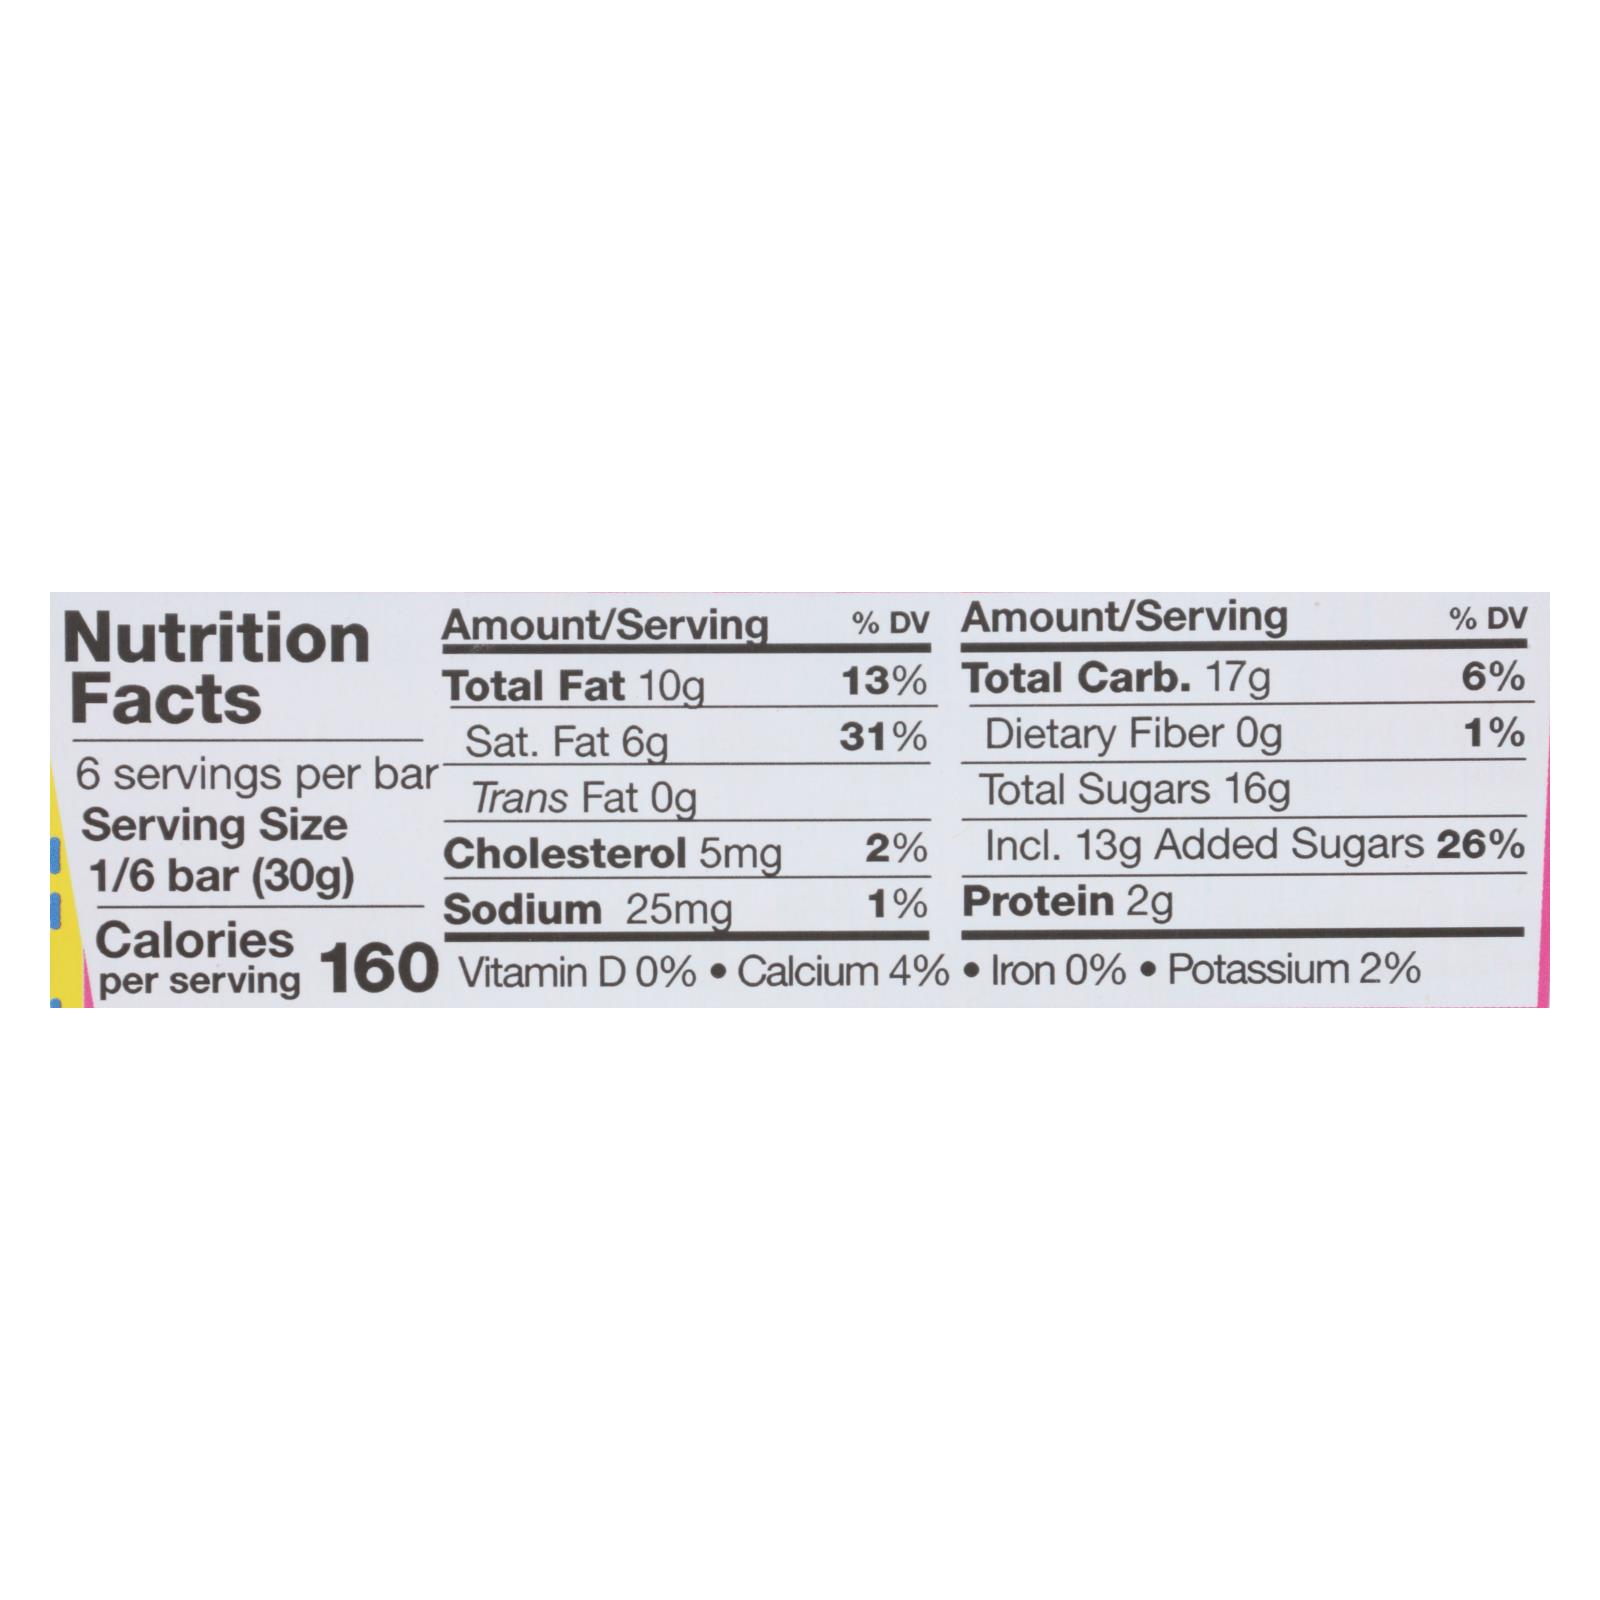 Nutrition
Facts
6 servings per bar
Serving Size
1/6 bar (30g)
Calories
per serving 160
Amount/Serving % DV
Total Fat 10g 13%
Sat. Fat 6g 31%
Trans Fat 0g
Cholesterol 5mg 2%
Sodium 25mg 1%
Amount/Serving % DV
Total Carb. 17g 6%
Dietary Fiber 0g 1%
Total Sugars 16g
Incl. 13g Added Sugars 26%
Protein 2g
Vitamin D 0% • Calcium 4% • Iron 0% • Potassium 2%